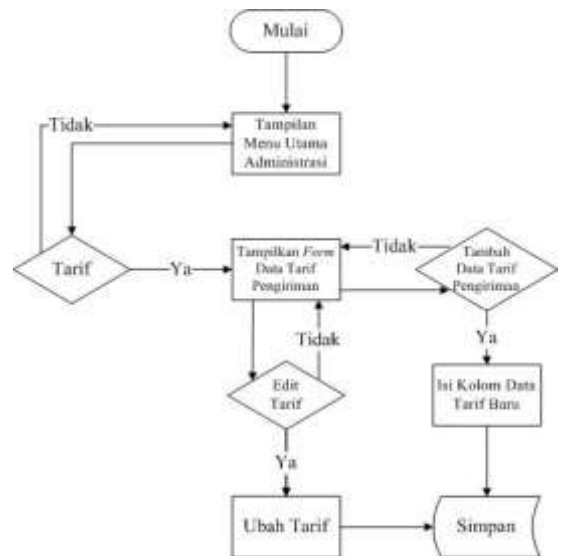 Mulai
Tidak
Tampilan
Menu Utama
Administrasi
Tarif
Ya
Tampilkan Form
Data Tarif
Pengiriman
Tidak
Tambah
Data Tarif
Pengiriman
Tidak
Ya
Edit
Tarif
Isi Kolom Data
Tarif Baru
Ya
Ubah Tarif
Simpan